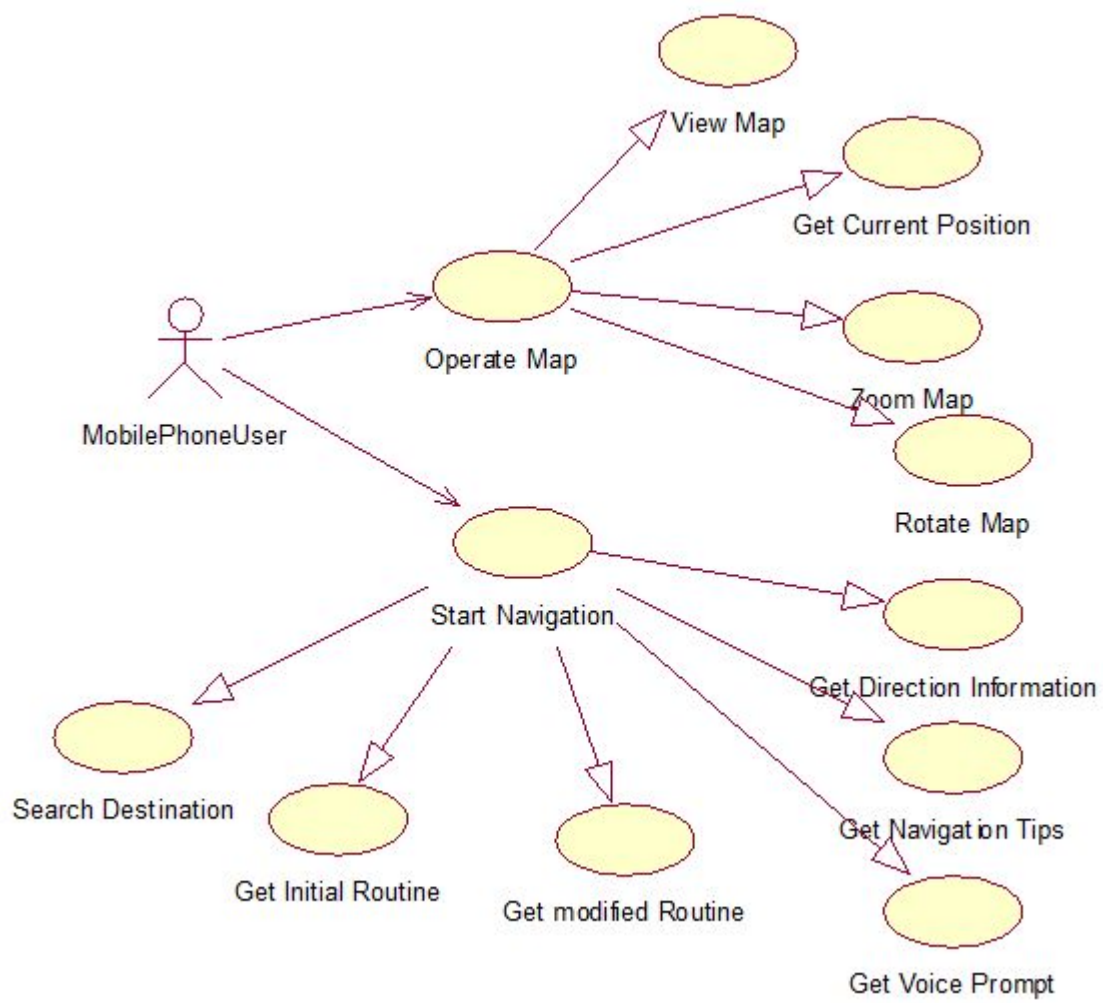 View Map
Get Current Position
Operate Map
Zoom Map
MobilePhoneUser
Rotate Map
Start Navigation
Get Direction Information
Search Destination
Get Navigation Tips
Get Initial Routine
Get modified Routine
Get Voice Prompt